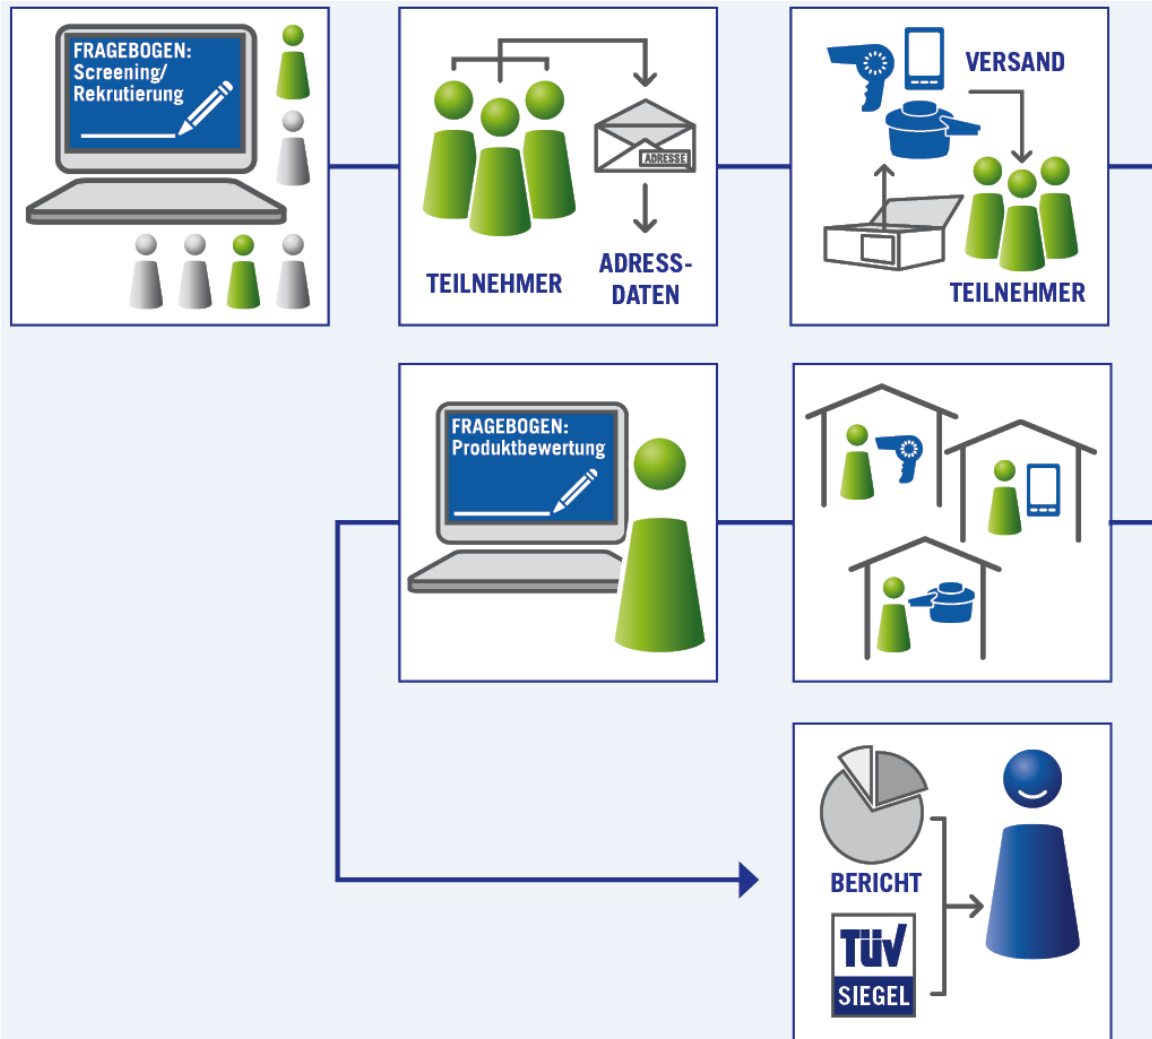 FRAGEBOGEN:
Screening/
Rekrutierung
TEILNEHMER
ADRESSE
ADRESS-
DATEN
VERSAND
TEILNEHMER
FRAGEBOGEN:
Produktbewertung
BERICHT
TÜV
SIEGEL